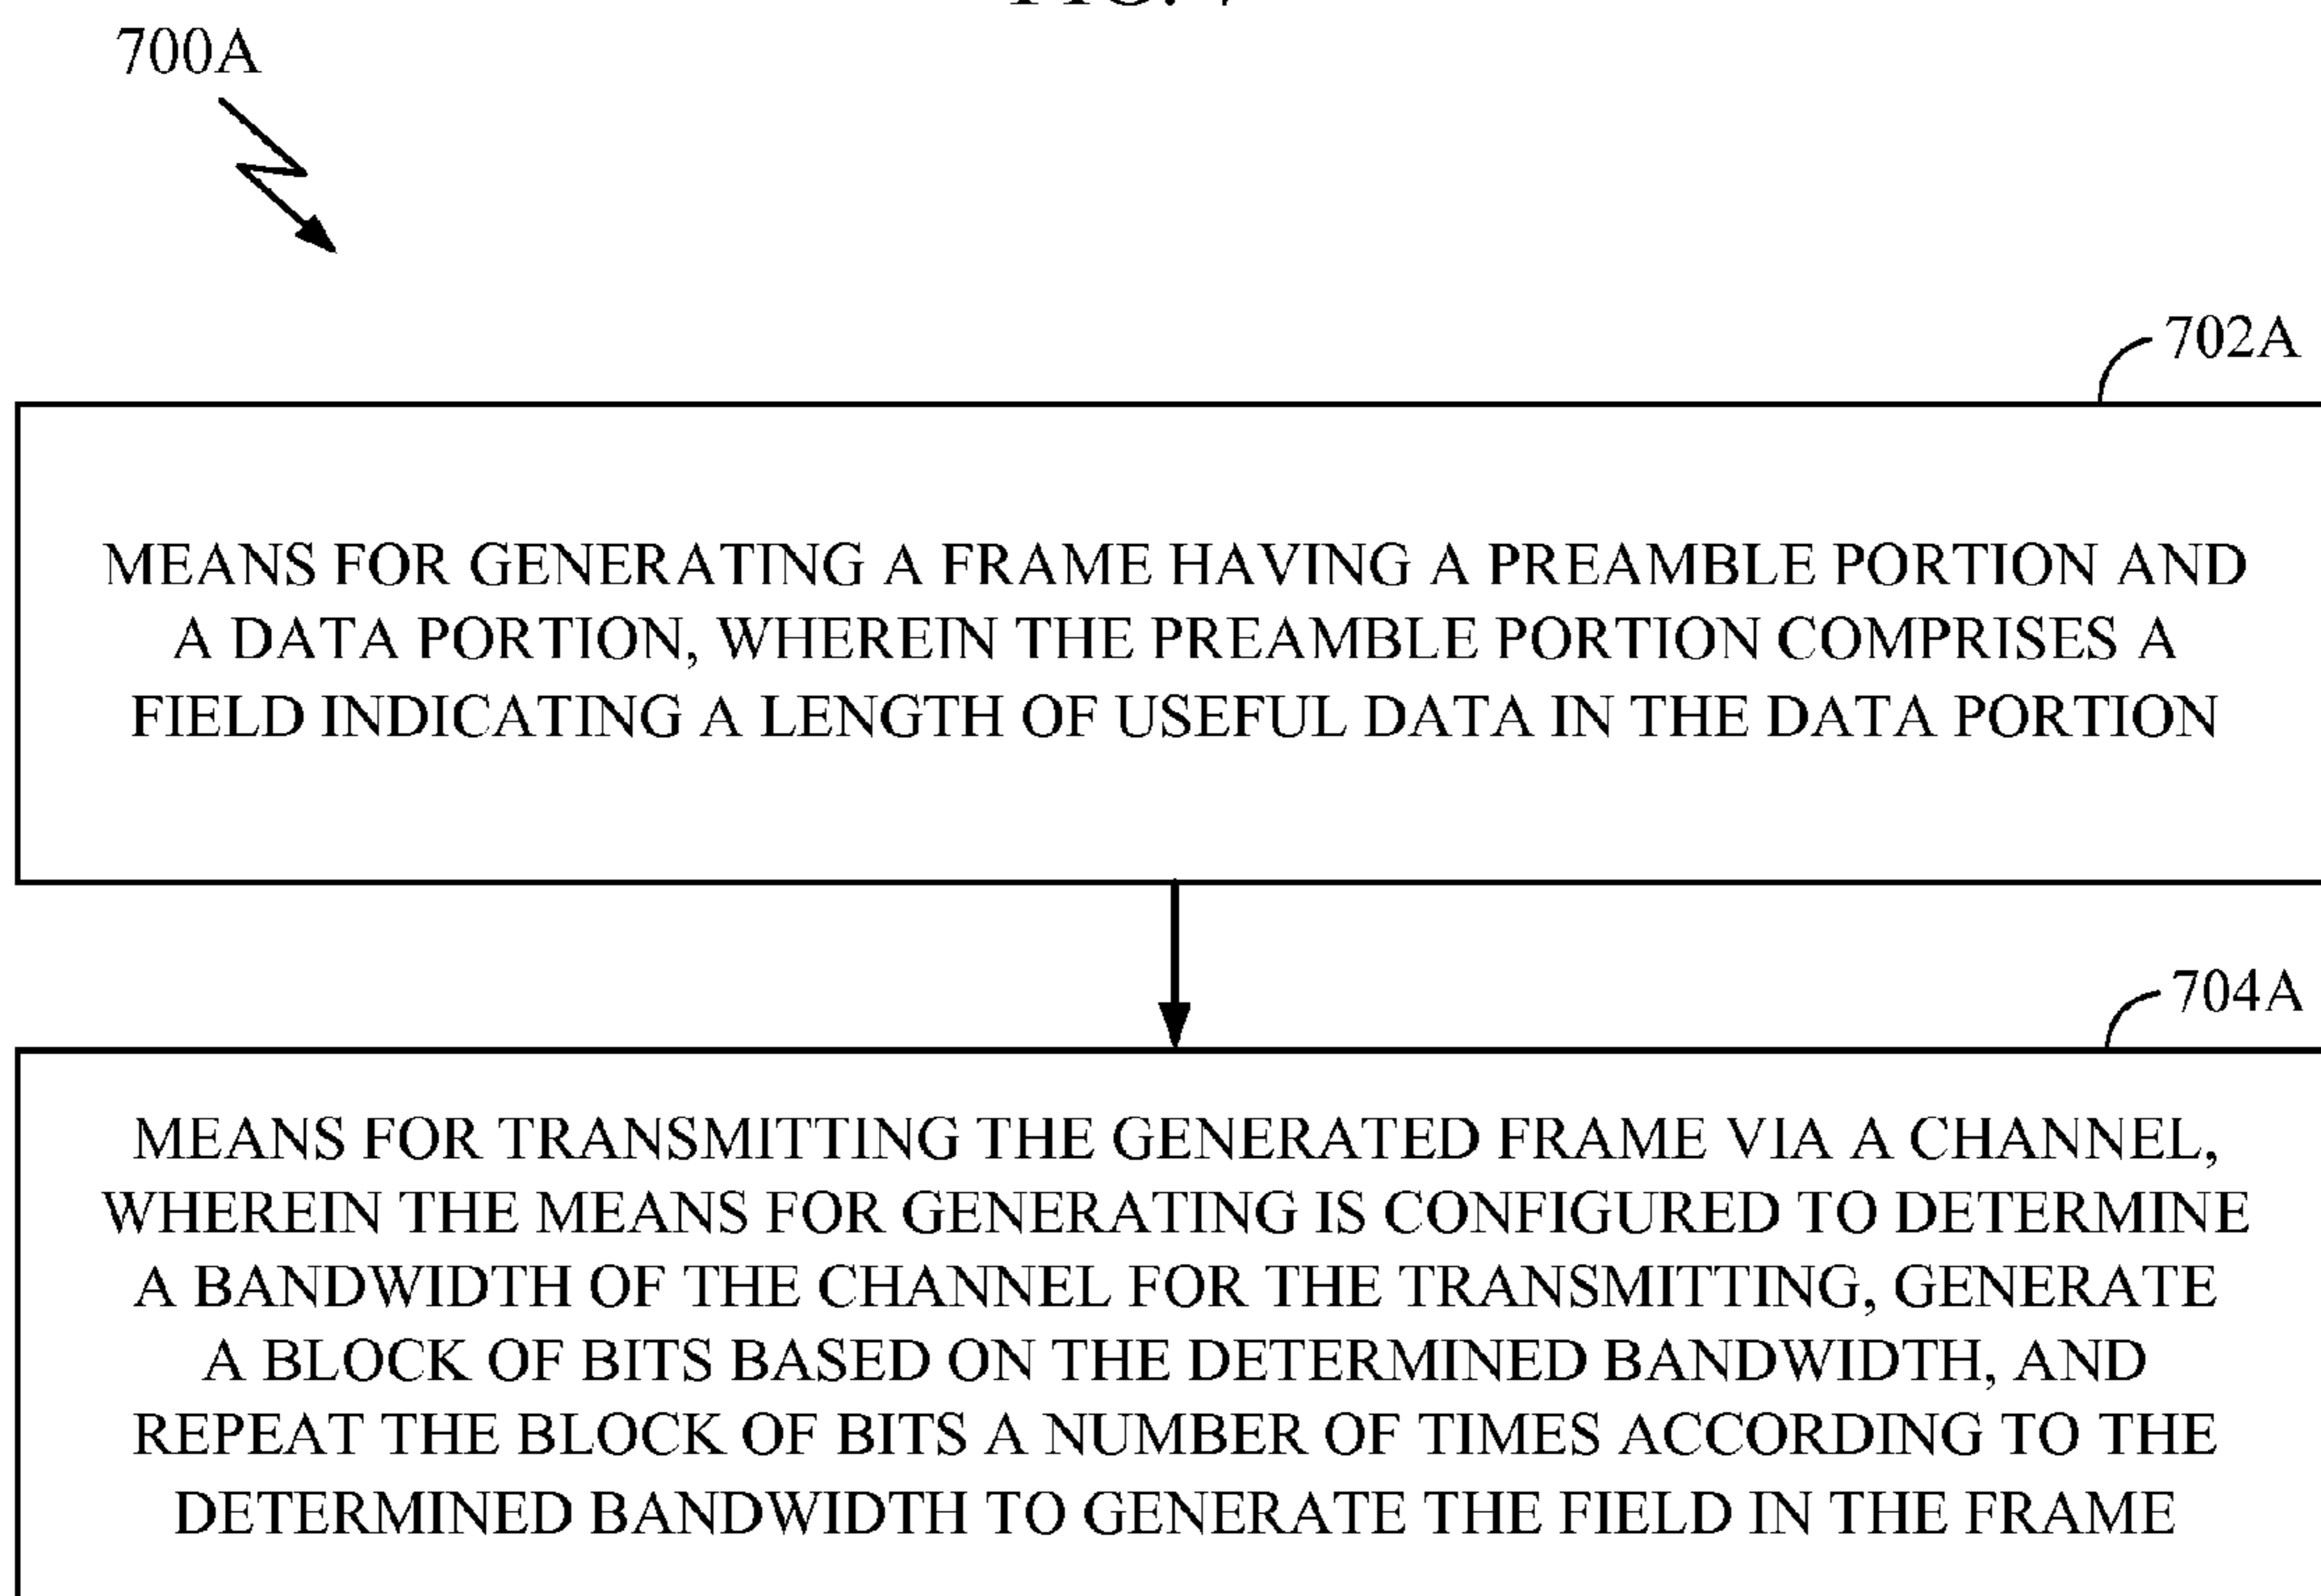 700A
702A
MEANS FOR GENERATING A FRAME HAVING A PREAMBLE PORTION AND
A DATA PORTION, WHEREIN THE PREAMBLE PORTION COMPRISES A
FIELD INDICATING A LENGTH OF USEFUL DATA IN THE DATA PORTION
704A
MEANS FOR TRANSMITTING THE GENERATED FRAME VIA A CHANNEL,
WHEREIN THE MEANS FOR GENERATING IS CONFIGURED TO DETERMINE
A BANDWIDTH OF THE CHANNEL FOR THE TRANSMITTING, GENERATE
A BLOCK OF BITS BASED ON THE DETERMINED BANDWIDTH, AND
REPEAT THE BLOCK OF BITS A NUMBER OF TIMES ACCORDING TO THE
DETERMINED BANDWIDTH TO GENERATE THE FIELD IN THE FRAME